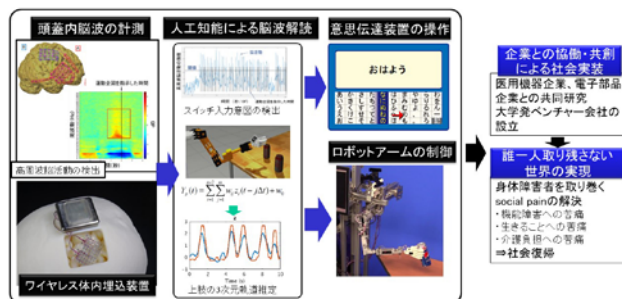 頭蓋内脳波の計測
高周波脳活動の検出
ワイヤレス体内埋込装置
人工知能による脳波解読
スイッチ入力意図の検出
上肢の3次元軌道推定
Time (s)
0 2 4 6 8 10
意思伝達装置の操作
おはよう
ロボットアームの制御
企業との協働・共創
による社会実装
医用機器企業、電子部品
企業との共同研究
大学発ベンチャー会社の
設立
誰一人取り残さない
世界の実現
身体障害者を取り巻く
social painの解決
・機能障害への苦痛
・生きることへの苦痛
・介護負担への苦痛
⇒社会復帰